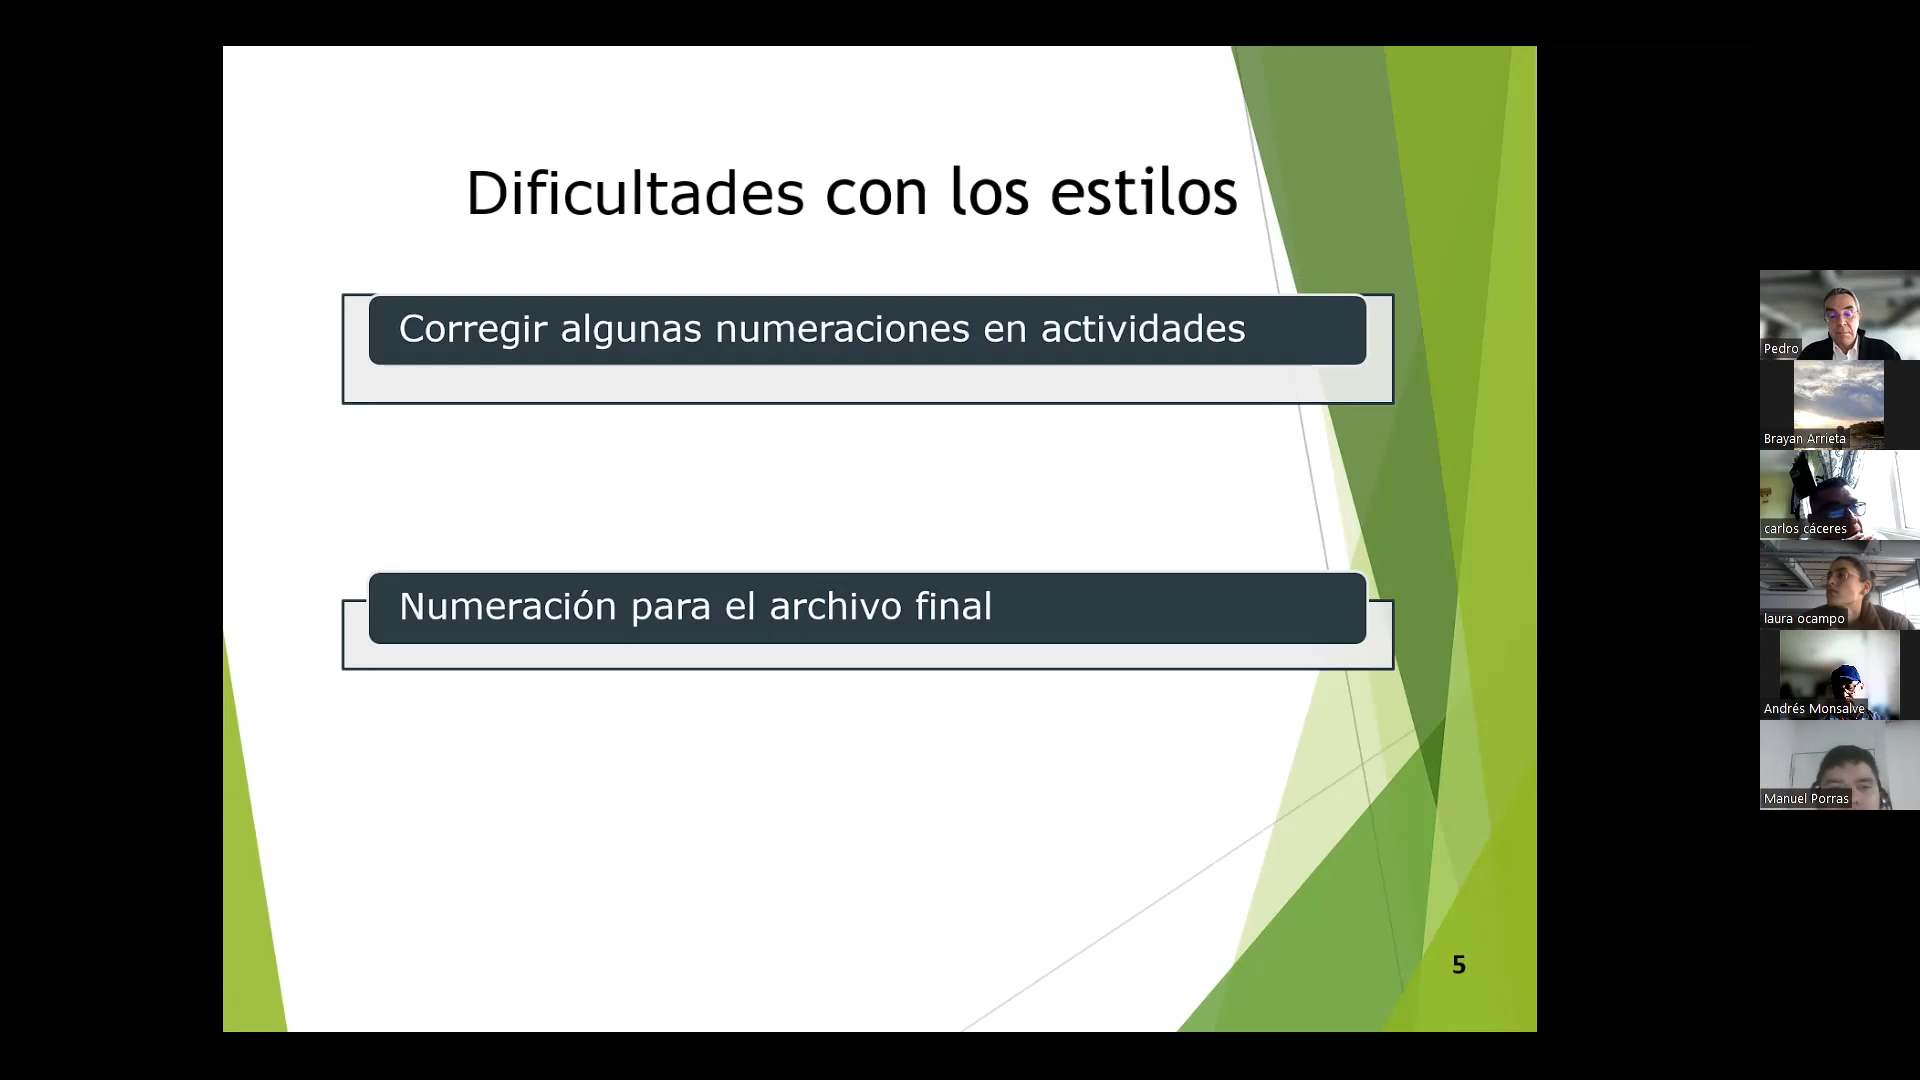 Dificultades con los estilos
Corregir algunas numeraciones en actividades
Numeración para el archivo final
5
Pedro
Brayan Arrieta
carlos cáceres
laura ocampo
Andrés Monsalve
Manuel Porras